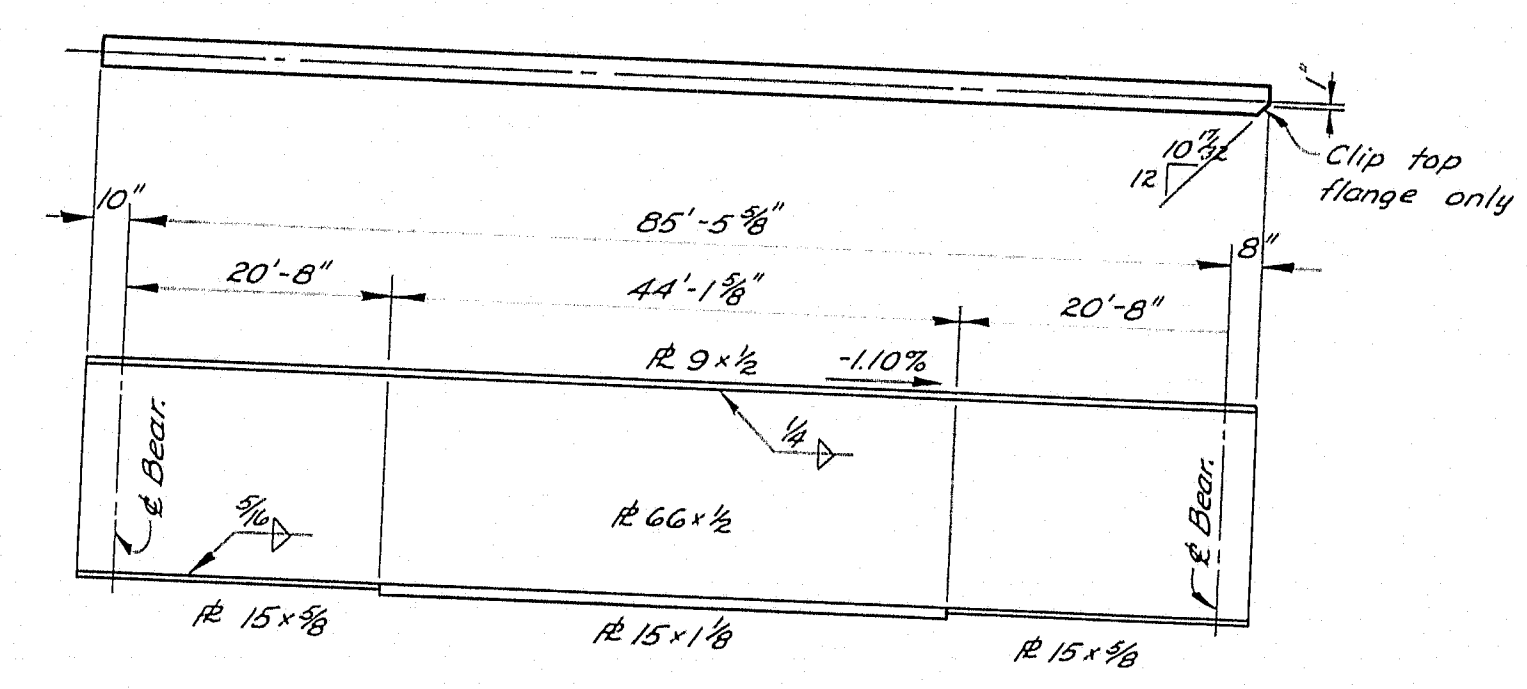 1"
10 17/32
12
Clip top
flange only
10"
85'-5 5/8"
8"
20'-8"
44'-1 5/8"
20'-8"
℄ Bear.
PL 9 x 1/2
-1.10%
1/4
5/16
PL 66 x 1/2
℄ Bear.
PL 15 x 5/8
PL 15 x 1 1/8
PL 15 x 5/8